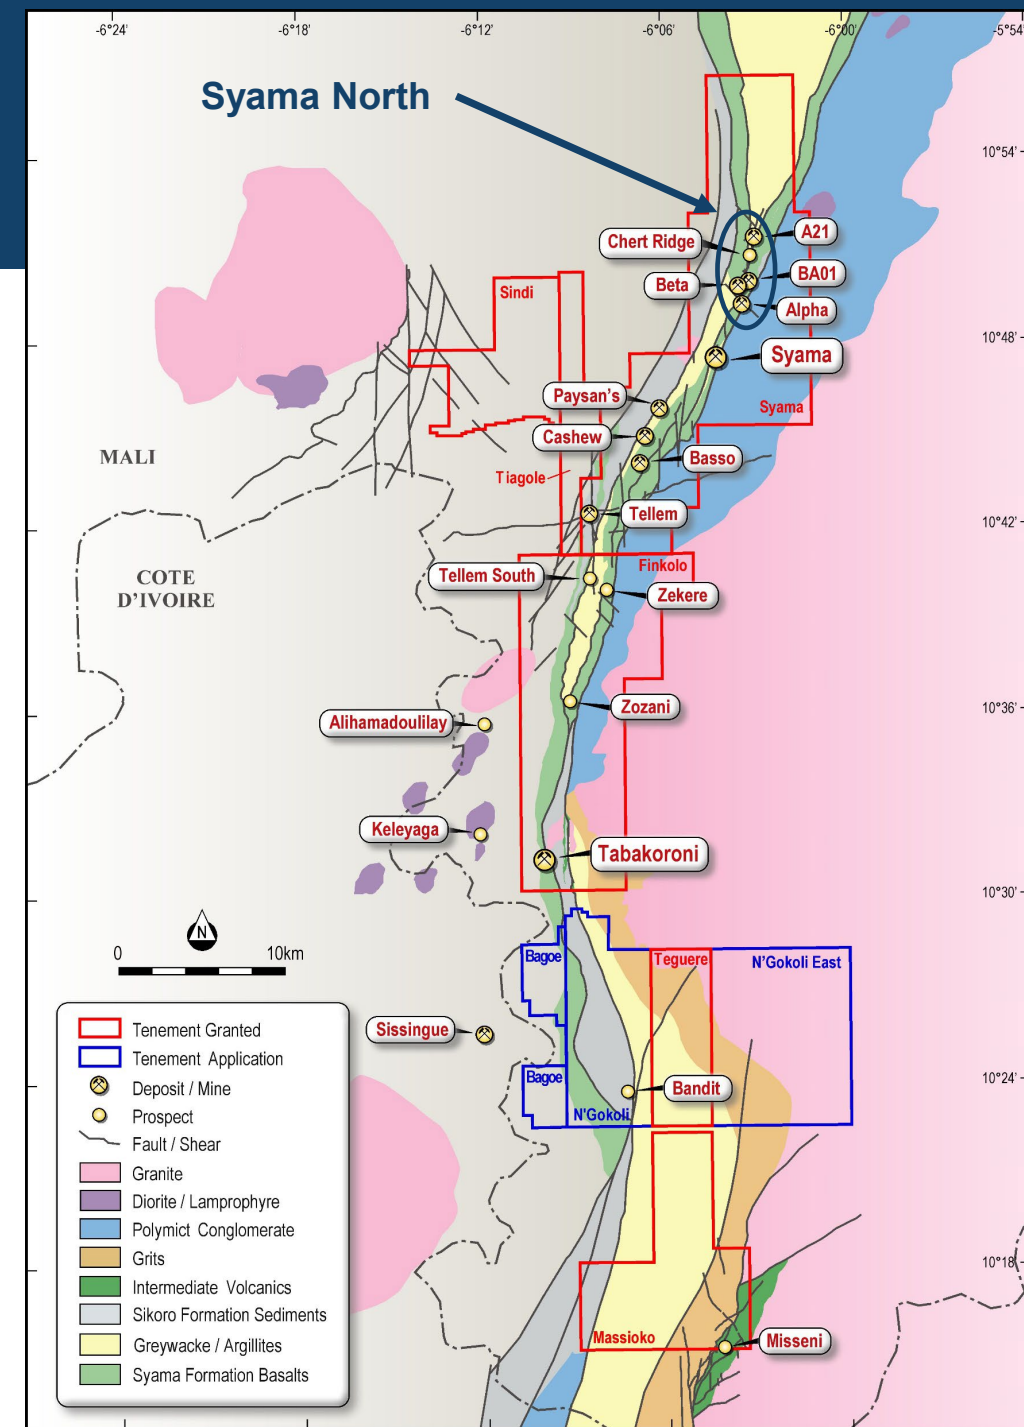 -6°24'
-6°18'
-6°12'
-6°06'
-6°00'
-5°54'
Syama North
10°54'
A21
Chert Ridge
BA01
Beta
Sindi
Alpha
10°48'
Syama
Paysan's
Syama
Cashew
MALI
Basso
Tiagole
Tellem
10°42'
Finkolo
COTE
D'IVOIRE
Tellem South
Zekere
Zozani
10°36'
Alihamadoulilay
Keleyaga
Tabakoroni
10°30'
N
0
10km
Bagoe
Teguere
N'Gokoli East
Sissingue
Tenement Granted
Tenement Application
Deposit / Mine
Prospect
Fault / Shear
Granite
Diorite / Lamprophyre
Polymict Conglomerate
Grits
Intermediate Volcanics
Sikoro Formation Sediments
Greywacke / Argillites
Syama Formation Basalts
Bagoe
10°24'
Bandit
N'Gokoli
10°18'
Massioko
Misseni